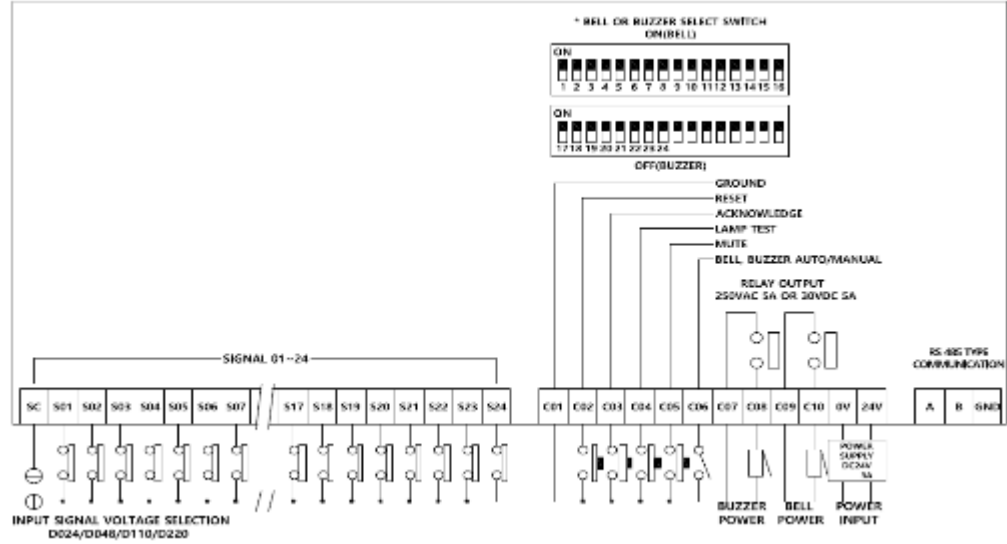 * BELL OR BUZZER SELECT SWITCH
ON(BELL)
ON
1 2 3 4 5 6 7 8 9 10 11 12 13 14 15 16
ON
17 18 19 20 21 22 23 24
OFF(BUZZER)
GROUND
RESET
ACKNOWLEDGE
LAMP TEST
MUTE
BELL, BUZZER AUTO/MANUAL
RELAY OUTPUT
250VAC 5A OR 30VDC 5A
SIGNAL 01~24
RS 485 TYPE
COMMUNICATION
SC S01 S02 S03 S04 S05 S06 S07 // S17 S18 S19 S20 S21 S22 S23 S24 C01 C02 C03 C04 C05 C06 C07 C08 C09 C10 0V 24V A B GND
POWER
SUPPLY
DC24V
5A
INPUT SIGNAL VOLTAGE SELECTION
D024/D048/D110/D220
BUZZER
POWER
BELL
POWER
POWER
INPUT